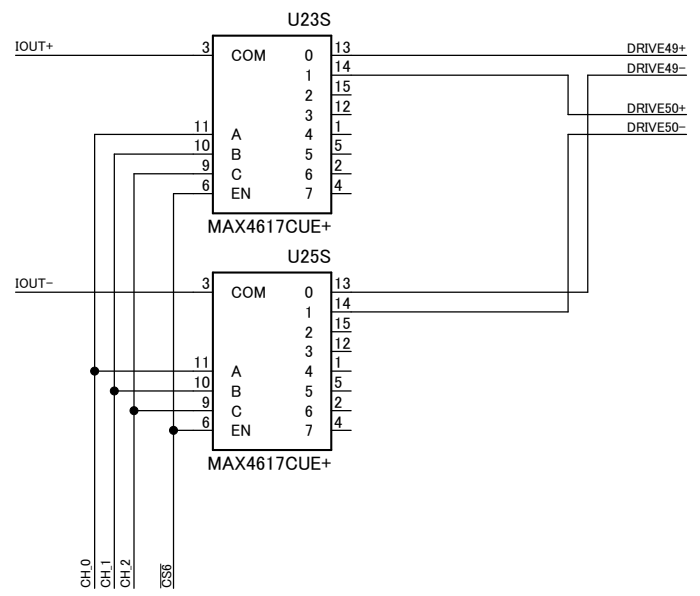 U23S
IOUT+ 3 COM 0 13 DRIVE49+
1 14 DRIVE49-
2 15
3 12 DRIVE50+
11 A 4 1 DRIVE50-
10 B 5 5
9 C 6 2
6 EN 7 4
MAX4617CUE+
U25S
IOUT- 3 COM 0 13
1 14
2 15
3 12
11 A 4 1
10 B 5 5
9 C 6 2
6 EN 7 4
MAX4617CUE+
CH_0
CH_1
CH_2
CS6